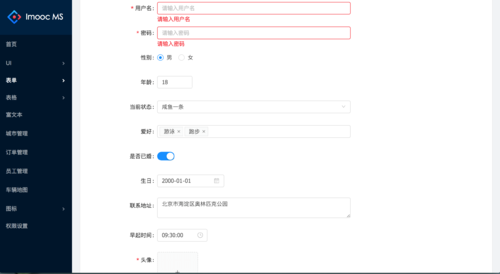 Imooc MS
首页
UI
表单
表格
富文本
城市管理
订单管理
员工管理
车辆地图
图标
权限设置
* 用户名: 请输入用户名
请输入用户名
* 密码: 请输入密码
请输入密码
性别: 男 女
年龄: 18
当前状态: 咸鱼一条
爱好: 游泳 × 跑步 ×
是否已婚:
生日: 2000-01-01
联系地址: 北京市海淀区奥林匹克公园
早起时间: 09:30:00
* 头像: